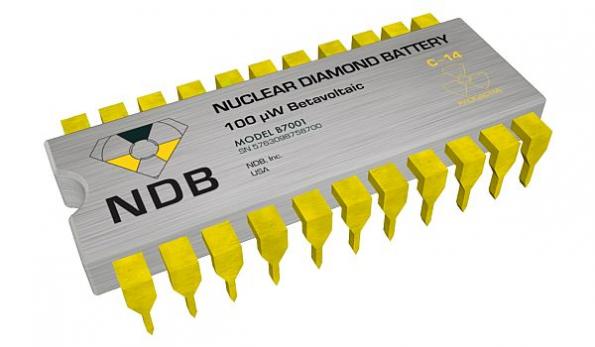 NUCLEAR DIAMOND BATTERY
100 µW Betavoltaic
MODEL B7001
SN 5763098758700
NDB, Inc.
USA
NDB
C-14